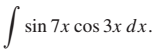 ∫ sin 7x cos 3x dx.